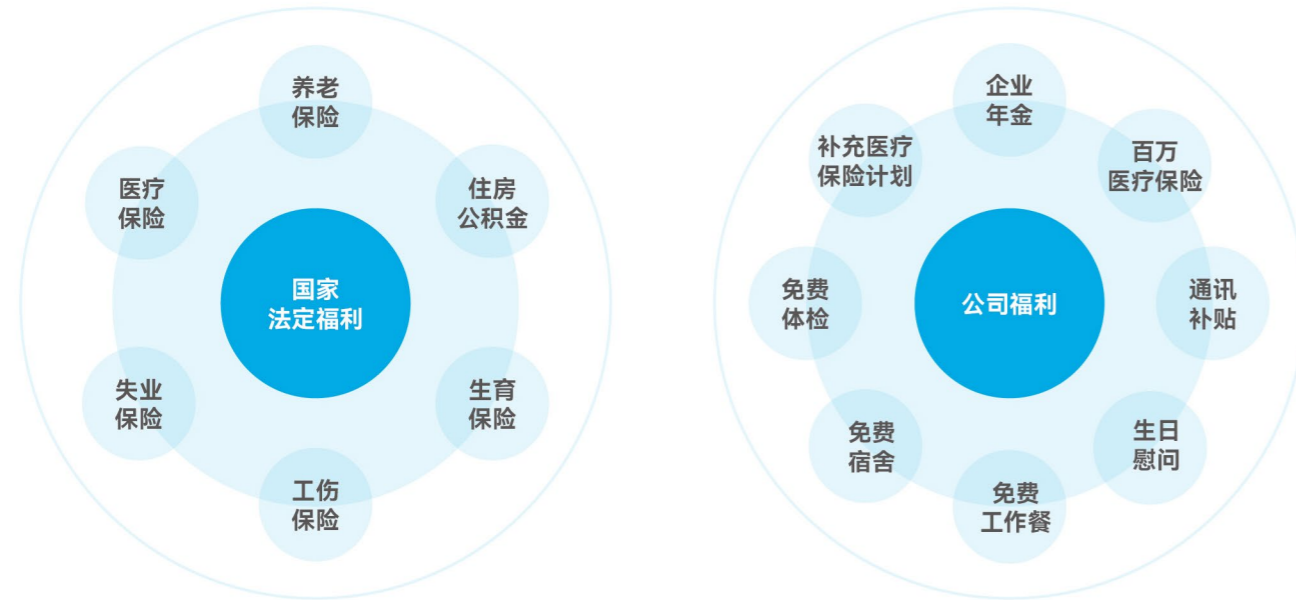 养老
保险
住房
公积金
生育
保险
工伤
保险
失业
保险
医疗
保险
国家
法定福利
企业
年金
百万
医疗保险
通讯
补贴
生日
慰问
免费
工作餐
免费
宿舍
免费
体检
补充医疗
保险计划
公司福利